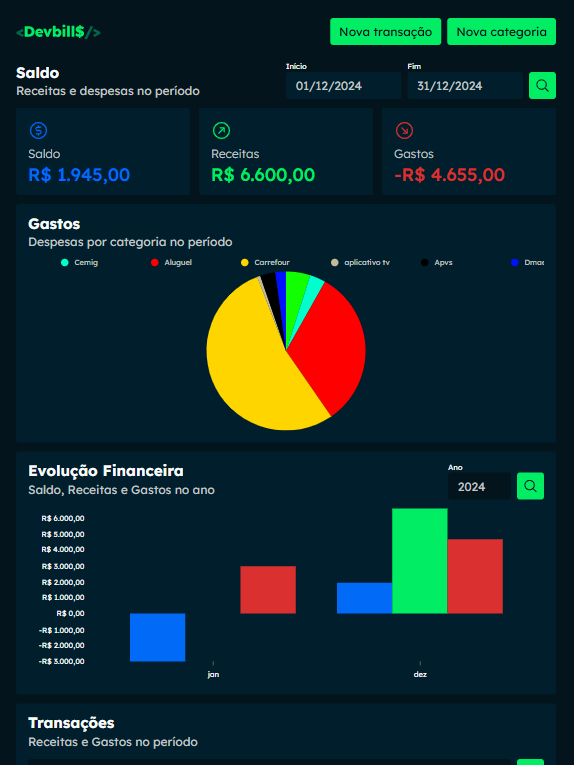 <Devbill$/>
Nova transação
Nova categoria
Saldo
Receitas e despesas no período
Início
01/12/2024
Fim
31/12/2024
Saldo
R$ 1.945,00
Receitas
R$ 6.600,00
Gastos
-R$ 4.655,00
Gastos
Despesas por categoria no período
Cemig
Aluguel
Carrefour
aplicativo tv
Apvs
Evolução Financeira
Saldo, Receitas e Gastos no ano
Ano
2024
R$ 6.000,00
R$ 5.000,00
R$ 4.000,00
R$ 3.000,00
R$ 2.000,00
R$ 1.000,00
R$ 0,00
-R$ 1.000,00
-R$ 2.000,00
-R$ 3.000,00
jan
dez
Transações
Receitas e Gastos no período